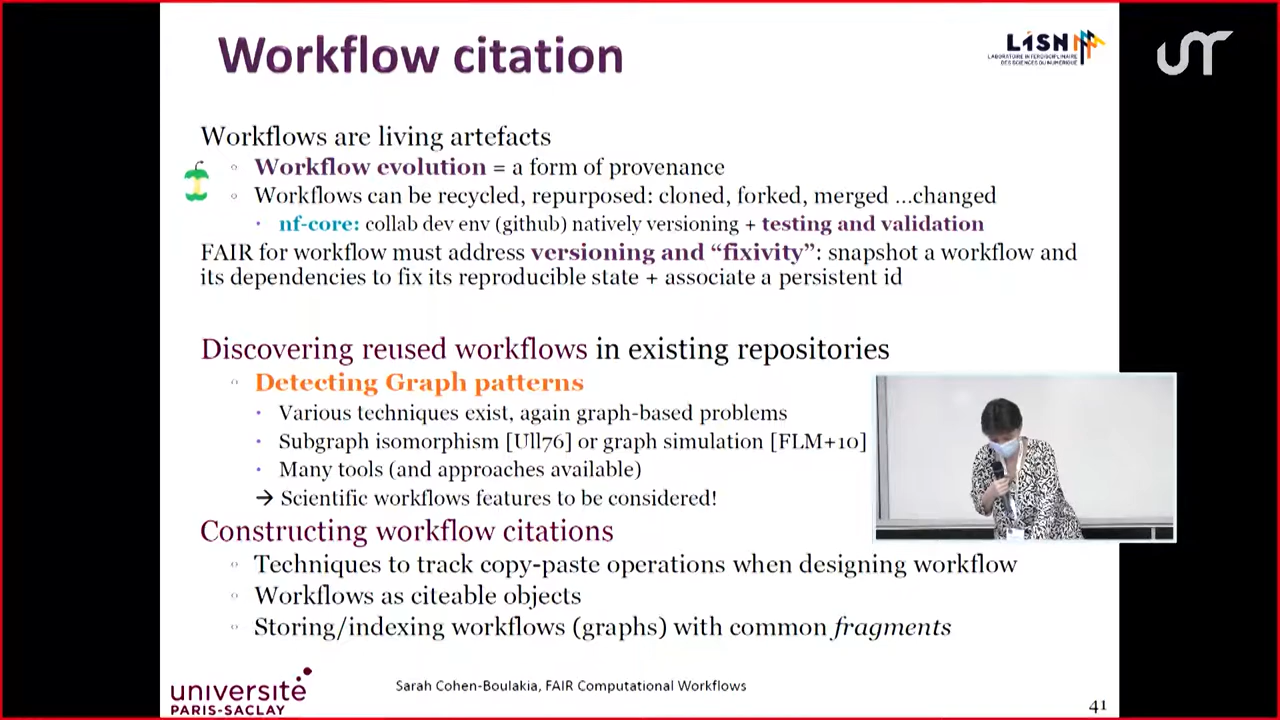 Workflow citation
LISN
LABORATOIRE INTERDISCIPLINAIRE
DES SCIENCES DU NUMÉRIQUE
UT
Workflows are living artefacts
Workflow evolution = a form of provenance
Workflows can be recycled, repurposed: cloned, forked, merged ...changed
nf-core: collab dev env (github) natively versioning + testing and validation
FAIR for workflow must address versioning and “fixivity”: snapshot a workflow and
its dependencies to fix its reproducible state + associate a persistent id
Discovering reused workflows in existing repositories
Detecting Graph patterns
Various techniques exist, again graph-based problems
Subgraph isomorphism [Ull76] or graph simulation [FLM+10]
Many tools (and approaches available)
→ Scientific workflows features to be considered!
Constructing workflow citations
Techniques to track copy-paste operations when designing workflow
Workflows as citeable objects
Storing/indexing workflows (graphs) with common fragments
université
PARIS-SACLAY
Sarah Cohen-Boulakia, FAIR Computational Workflows
41